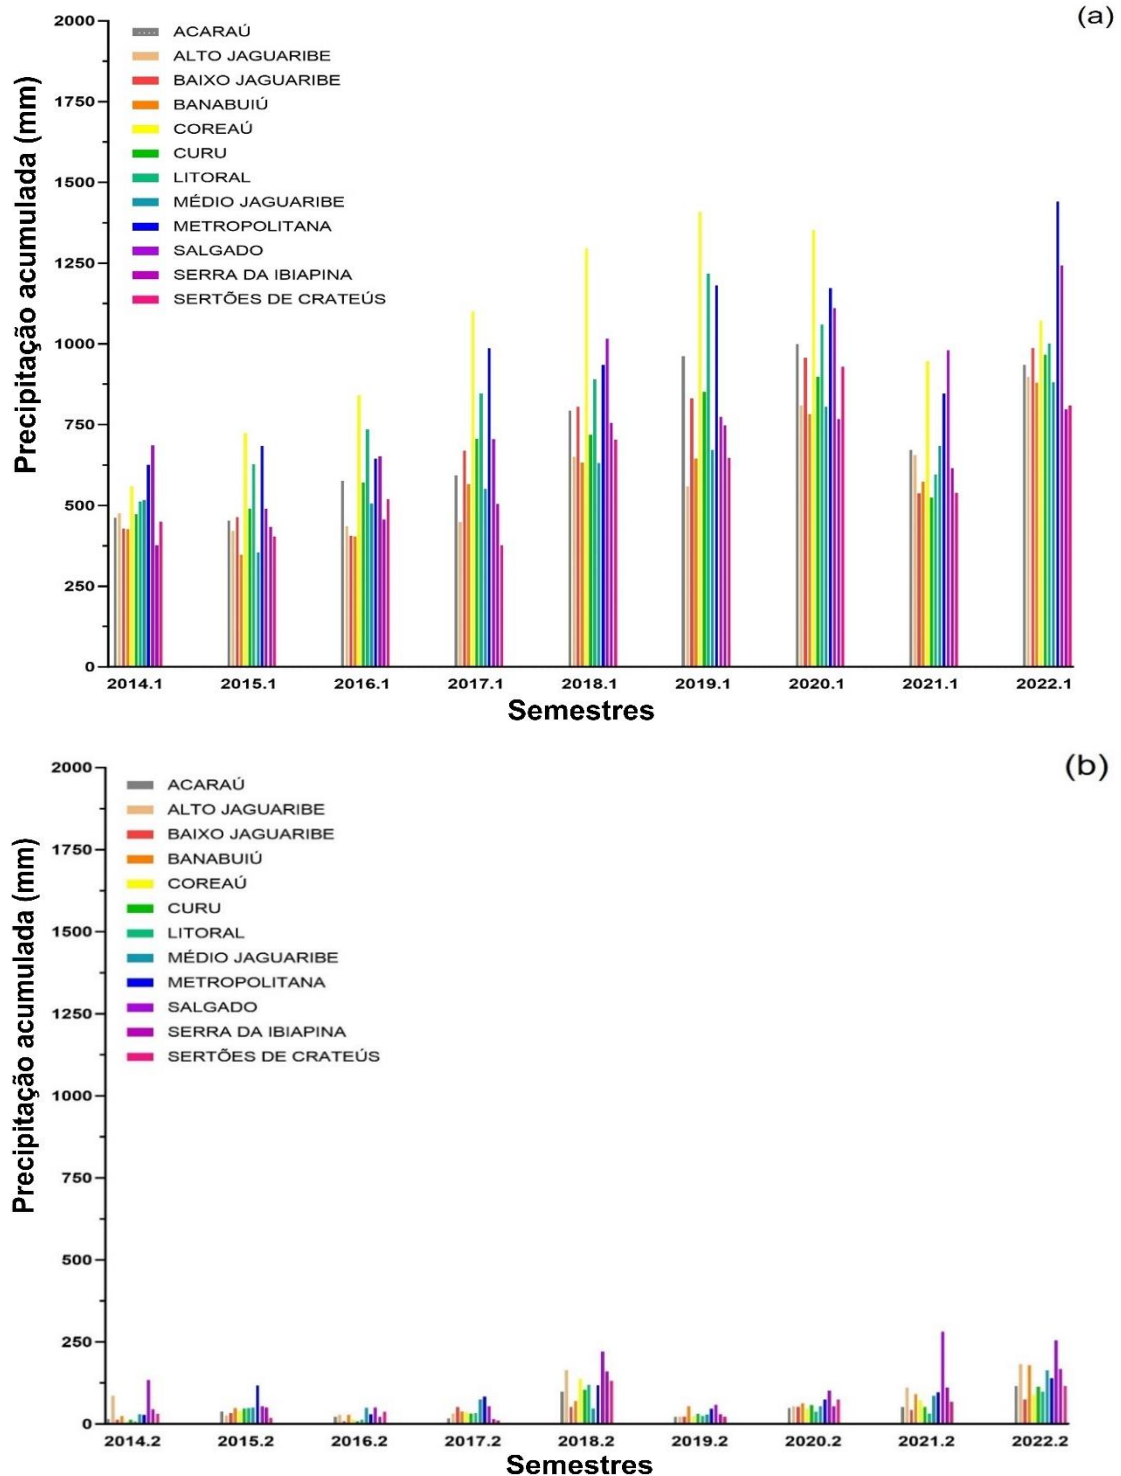 (a)
Precipitação acumulada (mm)
2000
1750
1500
1250
1000
750
500
250
0
ACARAÚ
ALTO JAGUARIBE
BAIXO JAGUARIBE
BANABUIÚ
COREAÚ
CURU
LITORAL
MÉDIO JAGUARIBE
METROPOLITANA
SALGADO
SERRA DA IBIAPINA
SERTÕES DE CRATEÚS
2014.1 2015.1 2016.1 2017.1 2018.1 2019.1 2020.1 2021.1 2022.1
Semestres
(b)
Precipitação acumulada (mm)
2000
1750
1500
1250
1000
750
500
250
0
ACARAÚ
ALTO JAGUARIBE
BAIXO JAGUARIBE
BANABUIÚ
COREAÚ
CURU
LITORAL
MÉDIO JAGUARIBE
METROPOLITANA
SALGADO
SERRA DA IBIAPINA
SERTÕES DE CRATEÚS
2014.2 2015.2 2016.2 2017.2 2018.2 2019.2 2020.2 2021.2 2022.2
Semestres